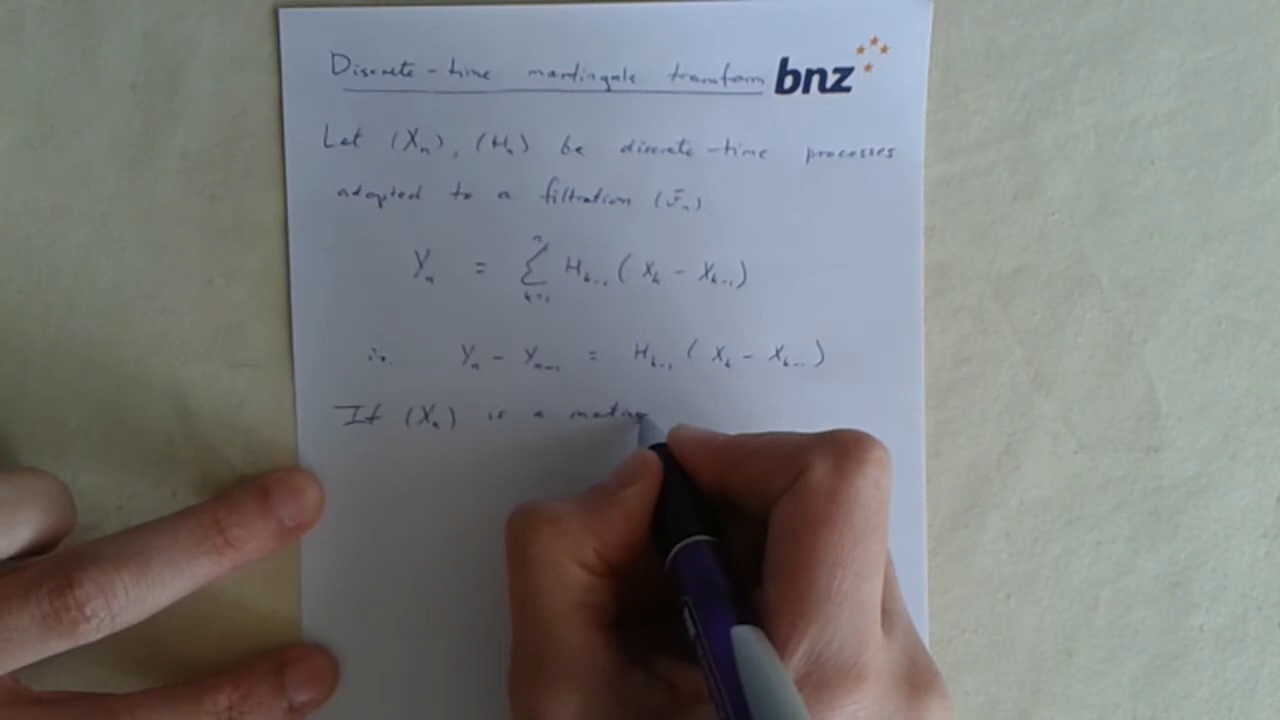 Discrete-time martingale transform
bnz
Let (Xₙ), (Hₙ) be discrete-time processes
adapted to a filtration (Fₙ)
Yₙ = ∑ₖ₌₁ⁿ Hₖ₋₁ (Xₖ - Xₖ₋₁)
i.e. Yₙ - Yₙ₋₁ = Hₖ₋₁ (Xₖ - Xₖ₋₁)
If (Xₙ) is a